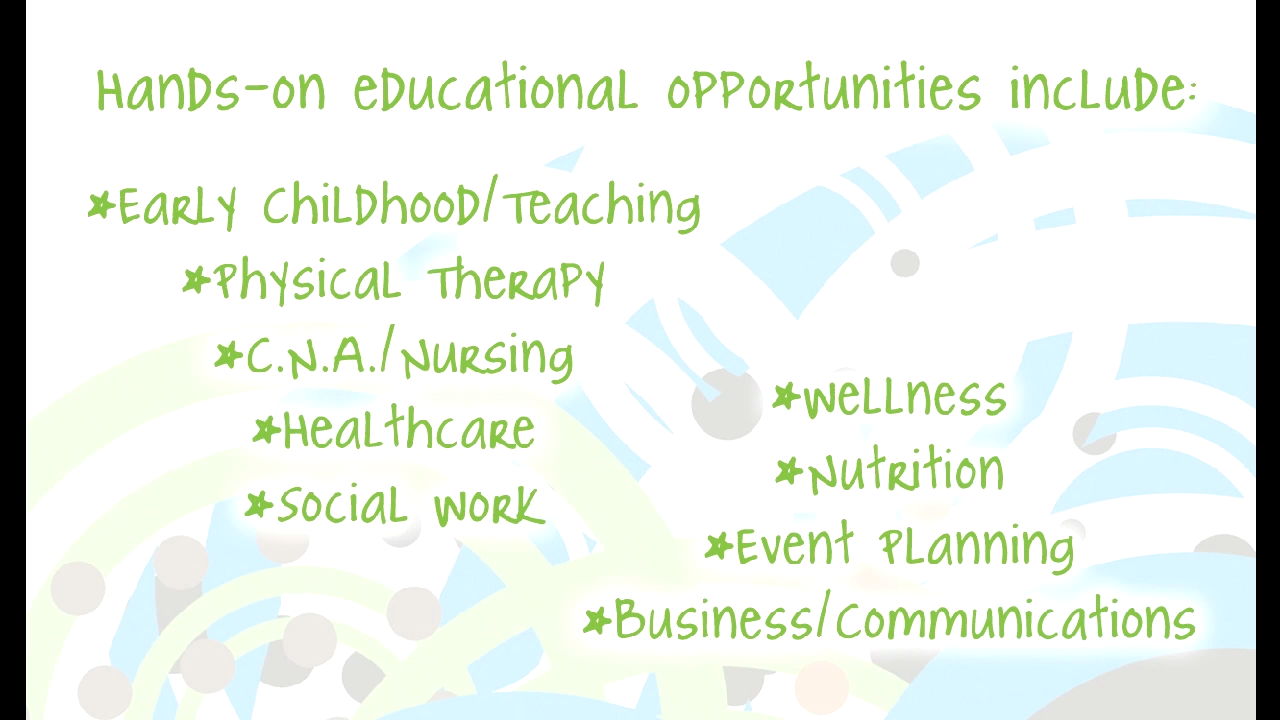 Hands-on educational opportunities include:
*Early Childhood/Teaching
*Physical Therapy
*C.N.A./Nursing
*Healthcare
*Social Work
*Wellness
*Nutrition
*Event Planning
*Business/Communications